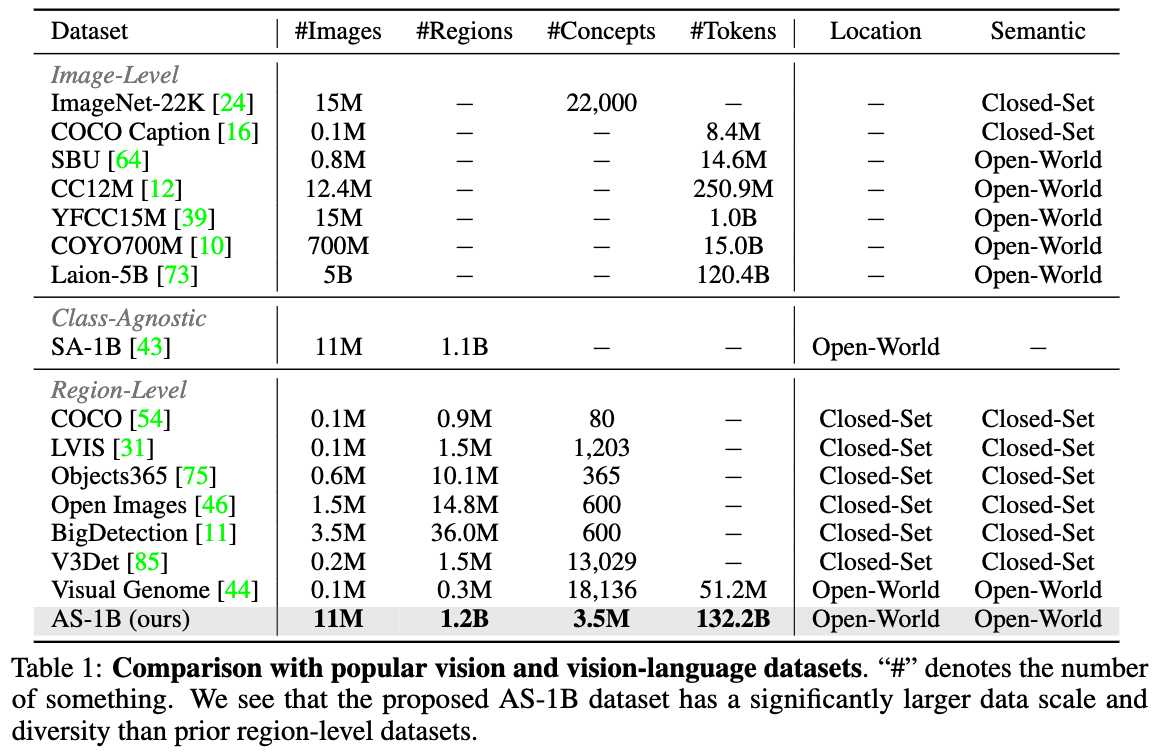 Dataset #Images #Regions #Concepts #Tokens Location Semantic
Image-Level
ImageNet-22K [24] 15M – 22,000 – – Closed-Set
COCO Caption [16] 0.1M – – 8.4M – Closed-Set
SBU [64] 0.8M – – 14.6M – Open-World
CC12M [12] 12.4M – – 250.9M – Open-World
YFCC15M [39] 15M – – 1.0B – Open-World
COYO700M [10] 700M – – 15.0B – Open-World
Laion-5B [73] 5B – – 120.4B – Open-World
Class-Agnostic
SA-1B [43] 11M 1.1B – – Open-World –
Region-Level
COCO [54] 0.1M 0.9M 80 – Closed-Set Closed-Set
LVIS [31] 0.1M 1.5M 1,203 – Closed-Set Closed-Set
Objects365 [75] 0.6M 10.1M 365 – Closed-Set Closed-Set
Open Images [46] 1.5M 14.8M 600 – Closed-Set Closed-Set
BigDetection [11] 3.5M 36.0M 600 – Closed-Set Closed-Set
V3Det [85] 0.2M 1.5M 13,029 – Closed-Set Closed-Set
Visual Genome [44] 0.1M 0.3M 18,136 51.2M Open-World Open-World
AS-1B (ours) 11M 1.2B 3.5M 132.2B Open-World Open-World
Table 1: Comparison with popular vision and vision-language datasets. “#” denotes the number
of something. We see that the proposed AS-1B dataset has a significantly larger data scale and
diversity than prior region-level datasets.